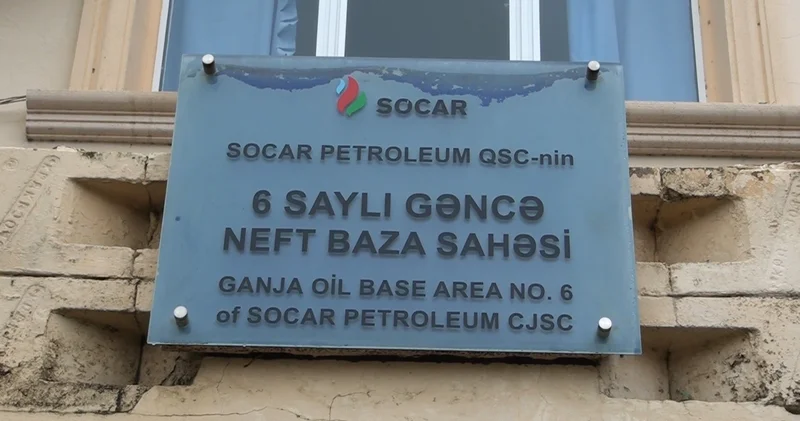 SOCAR
SOCAR PETROLEUM QSC-nin
6 SAYLI GƏNCƏ
NEFT BAZA SAHƏSİ
GANJA OIL BASE AREA NO. 6
of SOCAR PETROLEUM CJSC